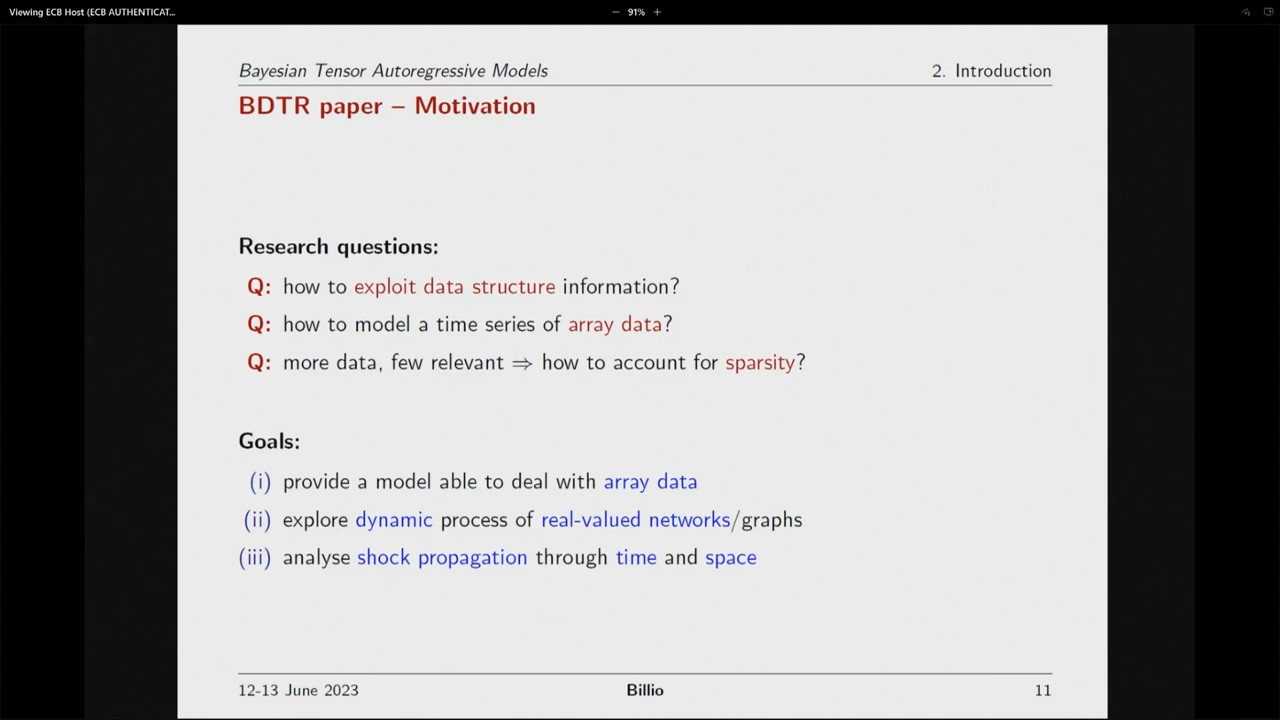 Viewing ECB Host (ECB AUTHENTICAT...
− 91% +
Bayesian Tensor Autoregressive Models 2. Introduction
BDTR paper – Motivation
Research questions:
Q: how to exploit data structure information?
Q: how to model a time series of array data?
Q: more data, few relevant ⇒ how to account for sparsity?
Goals:
(i) provide a model able to deal with array data
(ii) explore dynamic process of real-valued networks/graphs
(iii) analyse shock propagation through time and space
12-13 June 2023 Billio 11